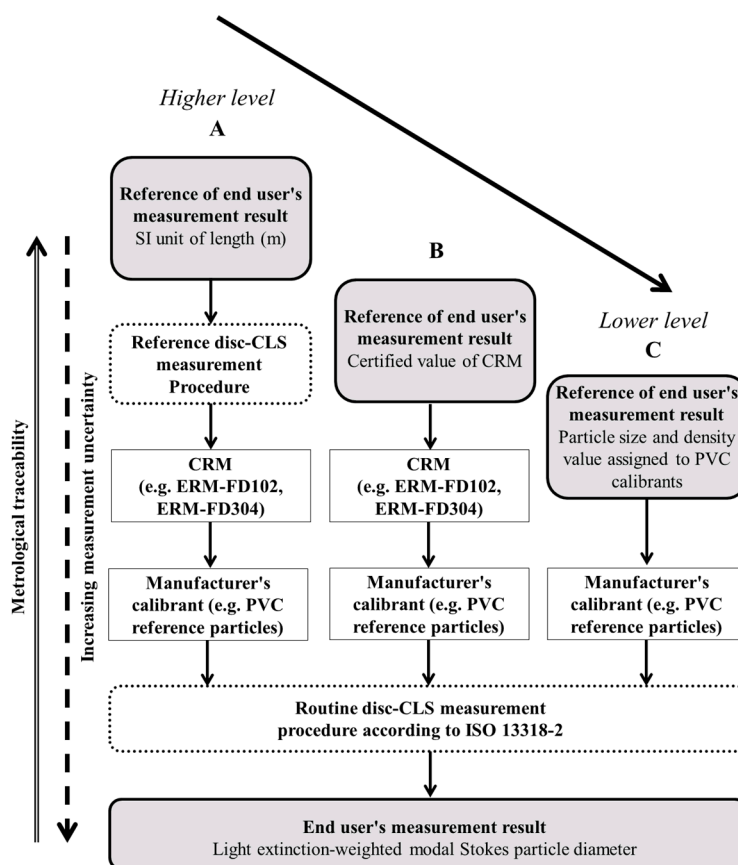 Higher level
A
Reference of end user's
measurement result
SI unit of length (m)
Reference disc-CLS
measurement
Procedure
CRM
(e.g. ERM-FD102,
ERM-FD304)
Manufacturer's
calibrant (e.g. PVC
reference particles)
B
Reference of end user's
measurement result
Certified value of CRM
CRM
(e.g. ERM-FD102,
ERM-FD304)
Manufacturer's
calibrant (e.g. PVC
reference particles)
Lower level
C
Reference of end user's
measurement result
Particle size and density
value assigned to PVC
calibrants
Manufacturer's
calibrant (e.g. PVC
reference particles)
Metrological traceability
Increasing measurement uncertainty
Routine disc-CLS measurement
procedure according to ISO 13318-2
End user's measurement result
Light extinction-weighted modal Stokes particle diameter